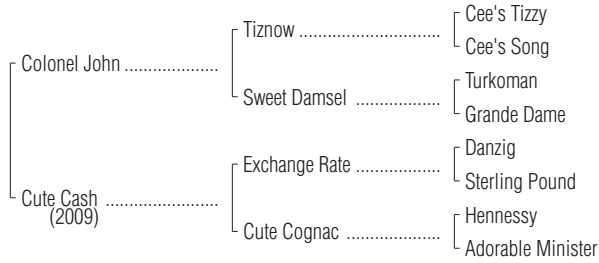 Cee's Tizzy
Tiznow ........................
Cee's Song
Colonel John ...................
Turkoman
Sweet Damsel .................
Grande Dame
Danzig
Exchange Rate .................
Sterling Pound
Cute Cash .......................
(2009)
Hennessy
Cute Cognac ...................
Adorable Minister